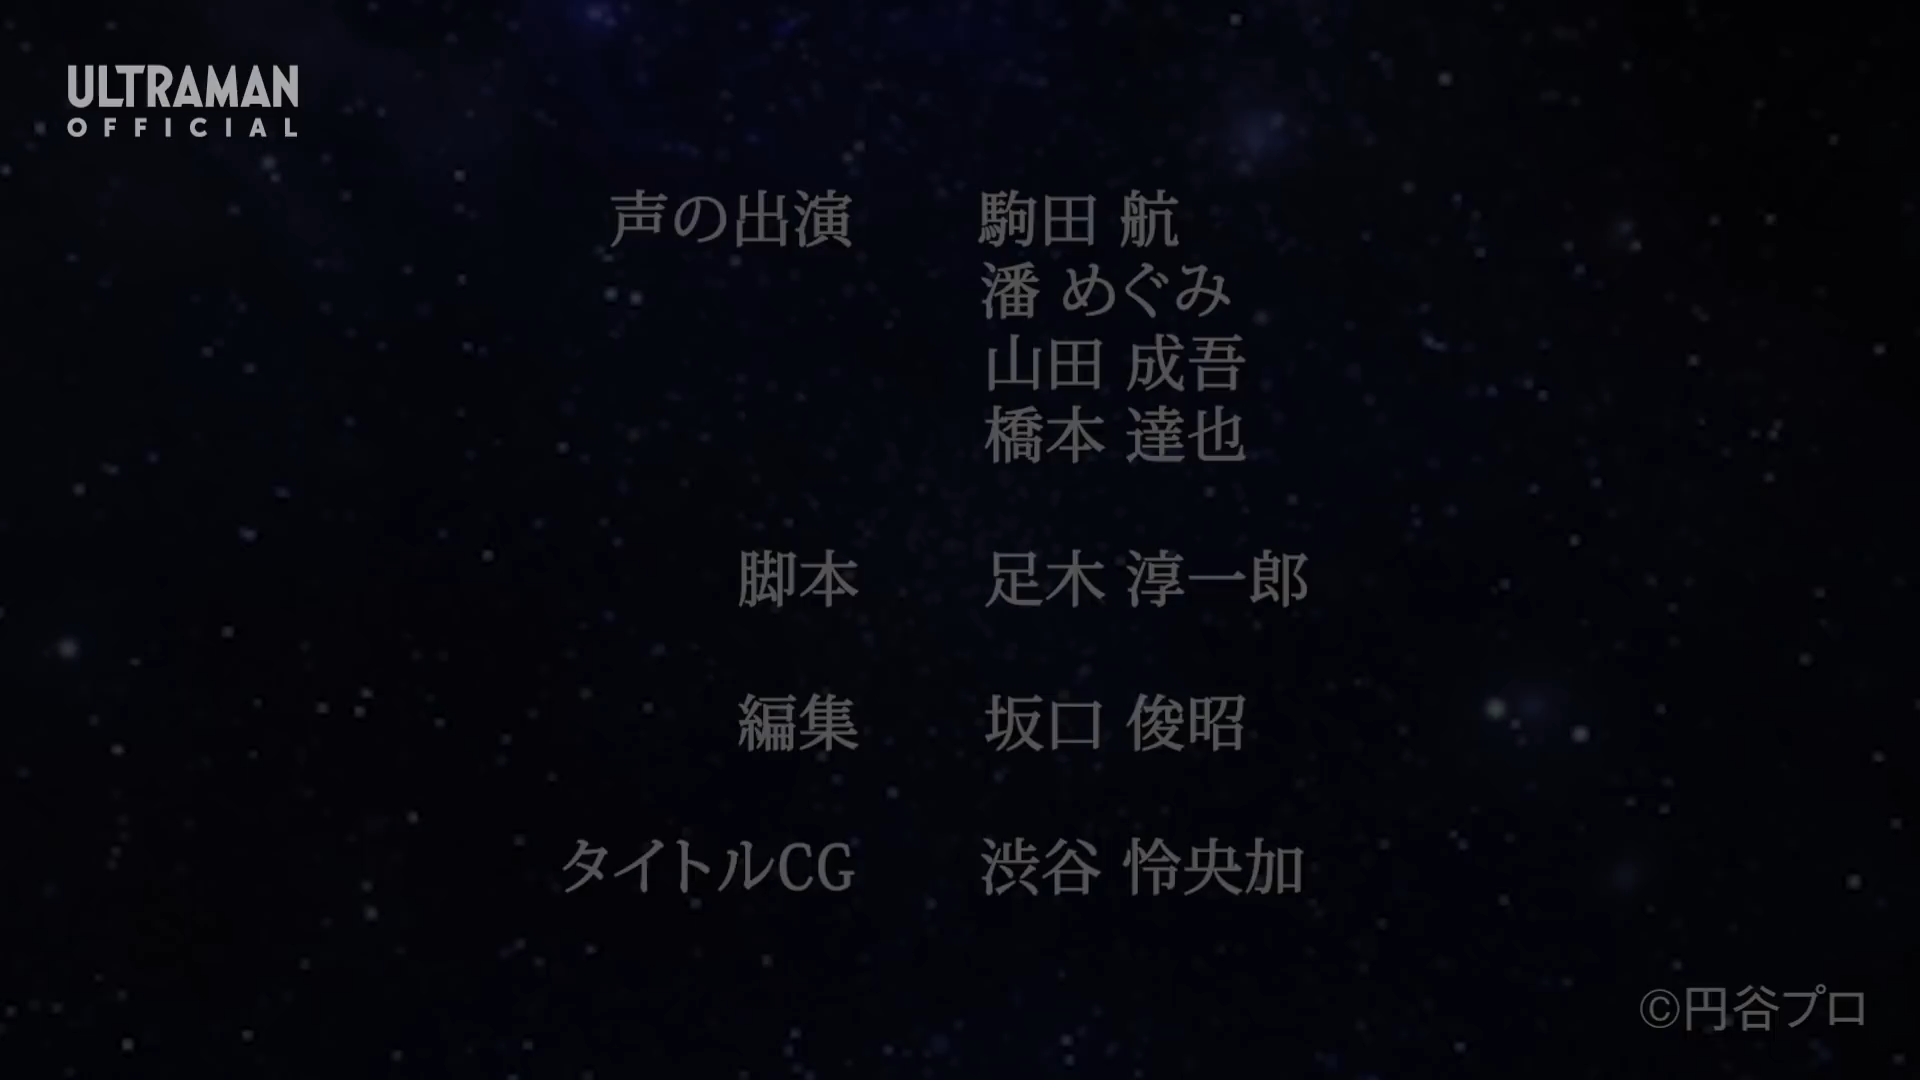 ULTRAMAN
OFFICIAL
声の出演 駒田 航
潘 めぐみ
山田 成吾
橋本 達也
脚本 足木 淳一郎
編集 坂口 俊昭
タイトルCG 渋谷 怜央加
©円谷プロ